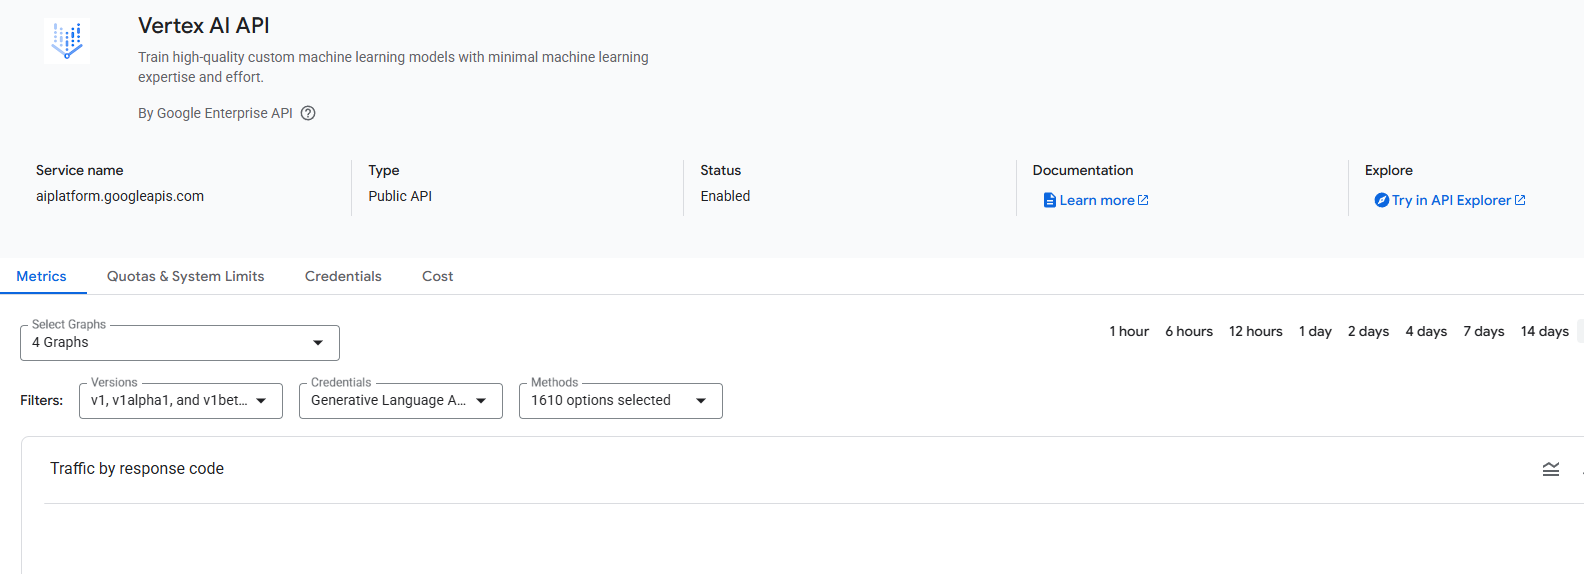 Vertex AI API
Train high-quality custom machine learning models with minimal machine learning
expertise and effort.
By Google Enterprise API
Service name
aiplatform.googleapis.com
Type
Public API
Status
Enabled
Documentation
Learn more
Explore
Try in API Explorer
Metrics
Quotas & System Limits
Credentials
Cost
Select Graphs
4 Graphs
1 hour
6 hours
12 hours
1 day
2 days
4 days
7 days
14 days
Filters:
Versions
v1, v1alpha1, and v1bet...
Credentials
Generative Language A...
Methods
1610 options selected
Traffic by response code